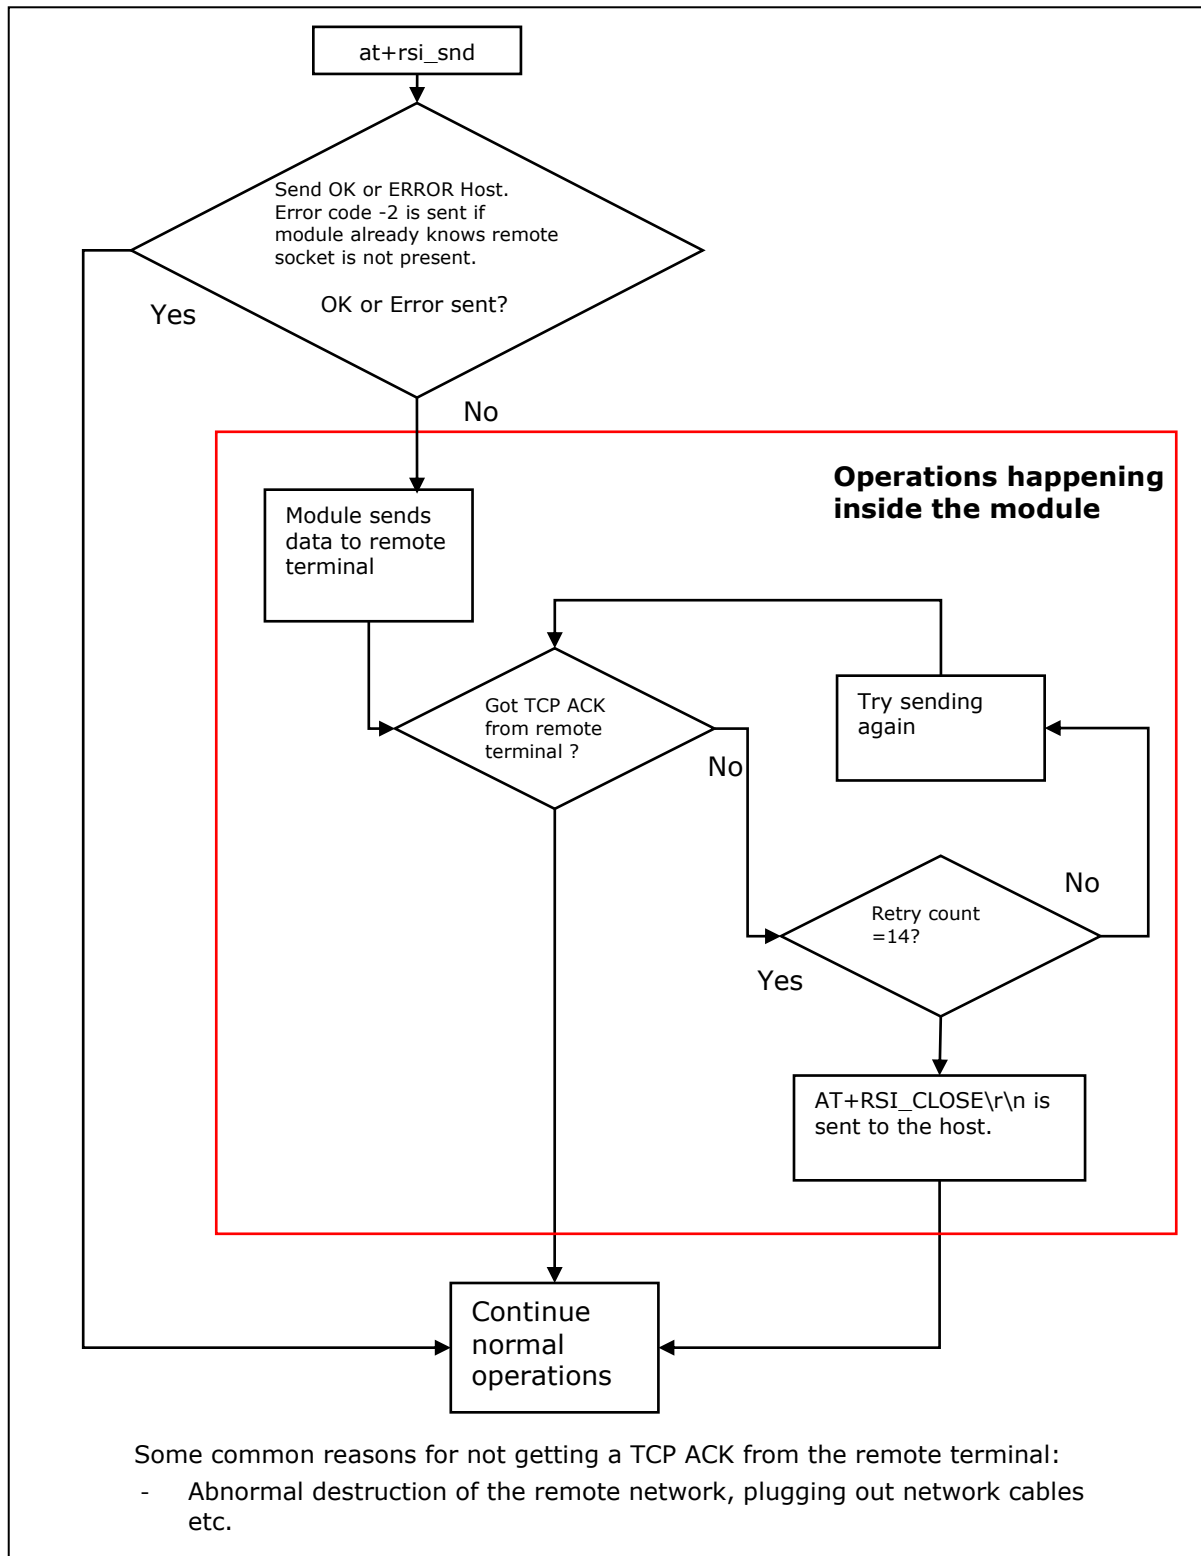 at+rsi_snd
Send OK or ERROR Host.
Error code -2 is sent if
module already knows remote
socket is not present.
OK or Error sent?
Yes
No
Operations happening
inside the module
Module sends
data to remote
terminal
Got TCP ACK
from remote
terminal ?
No
Try sending
again
Retry count
=14?
No
Yes
AT+RSI_CLOSE\r\n is
sent to the host.
Continue
normal
operations
Some common reasons for not getting a TCP ACK from the remote terminal:
- Abnormal destruction of the remote network, plugging out network cables
etc.